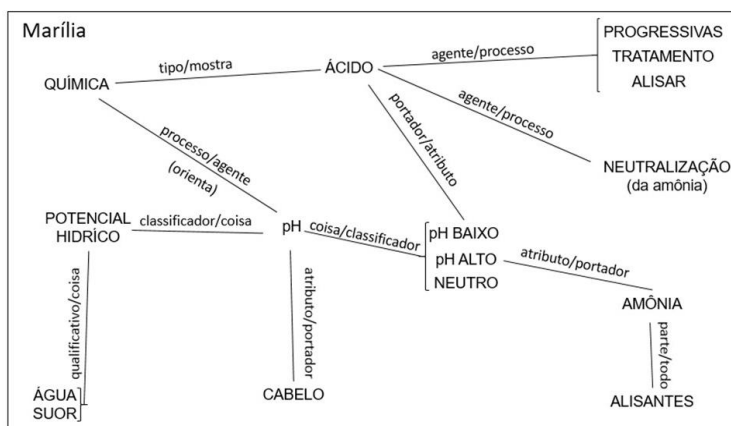 Marília
PROGRESSIVAS
TRATAMENTO
ALISAR
agente/processo
tipo/mostra
ÁCIDO
QUÍMICA
agente/processo
portador/atributo
processo/agente
(orienta)
NEUTRALIZAÇÃO
(da amônia)
POTENCIAL
HIDRÍCO
classificador/coisa
pH
coisa/classificador
pH BAIXO
pH ALTO
NEUTRO
atributo/portador
AMÔNIA
qualificativo/coisa
atributo/portador
parte/todo
ÁGUA
SUOR
CABELO
ALISANTES